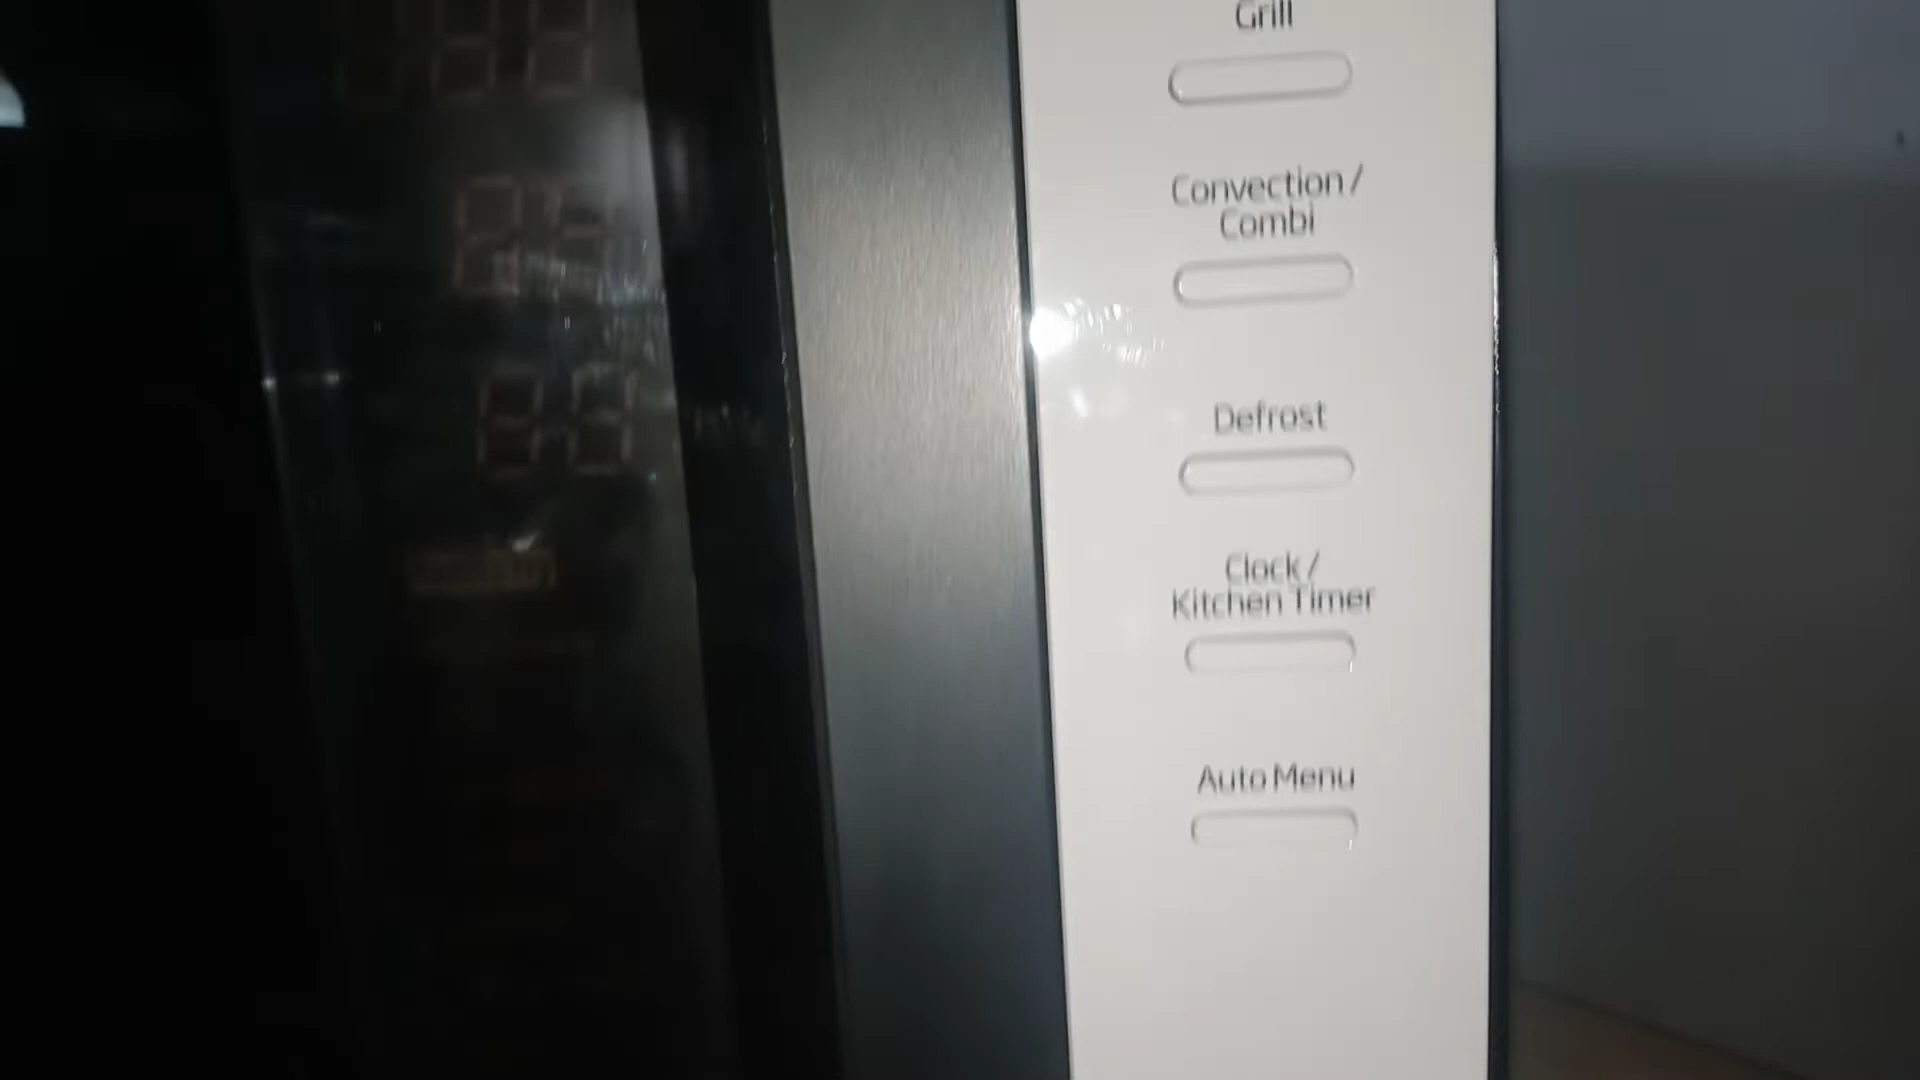 Grill
Convection /
Combi
Defrost
Clock /
Kitchen Timer
Auto Menu